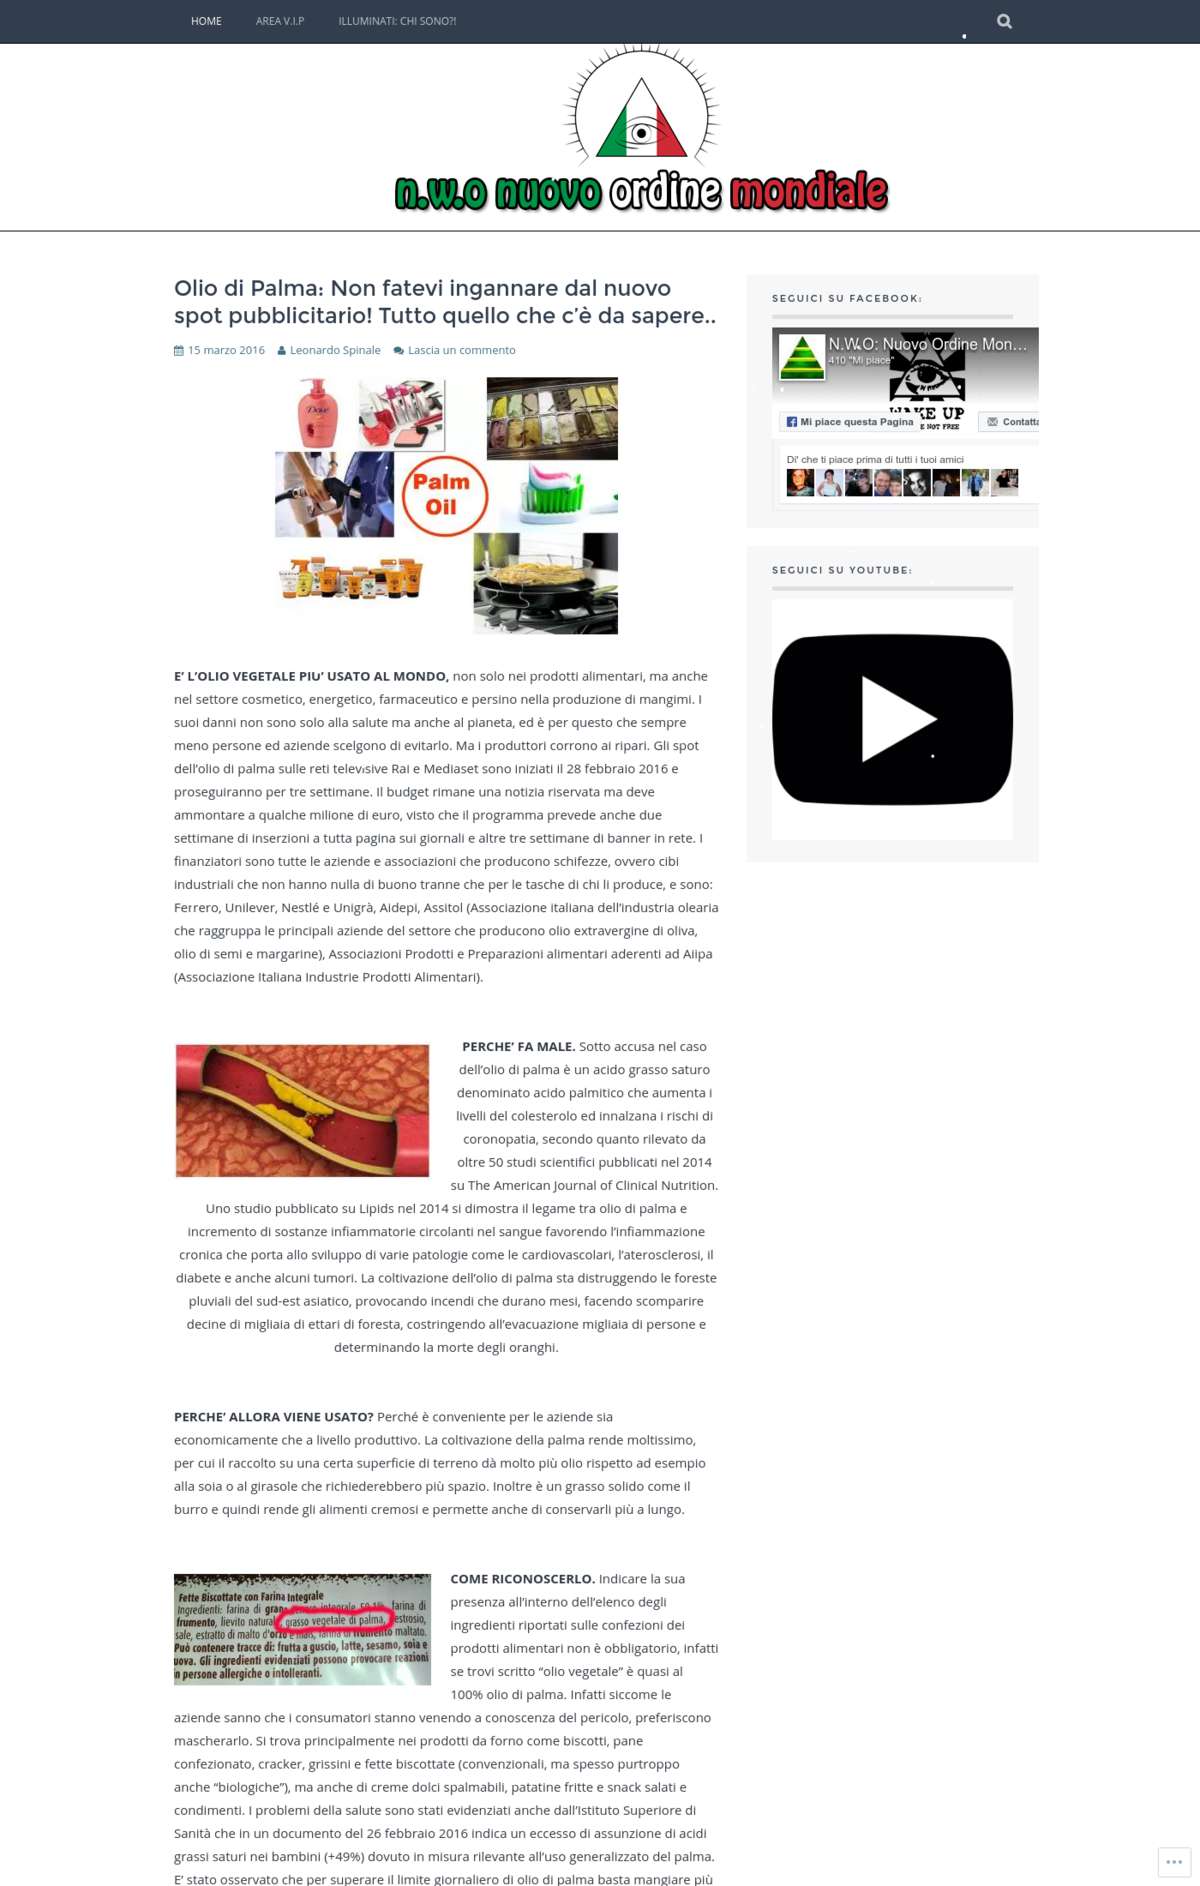 HOME
AREA V.I.P
ILLUMINATI: CHI SONO?!
n.w.o nuovo ordine mondiale
Olio di Palma: Non fatevi ingannare dal nuovo
spot pubblicitario! Tutto quello che c'è da sapere..
15 marzo 2016
Leonardo Spinale
Lascia un commento
Dove
Palm
Oil
E' L'OLIO VEGETALE PIU' USATO AL MONDO, non solo nei prodotti alimentari, ma anche
nel settore cosmetico, energetico, farmaceutico e persino nella produzione di mangimi. I
suoi danni non sono solo alla salute ma anche al pianeta, ed è per questo che sempre
meno persone ed aziende scelgono di evitarlo. Ma i produttori corrono ai ripari. Gli spot
dell'olio di palma sulle reti televisive Rai e Mediaset sono iniziati il 28 febbraio 2016 e
proseguiranno per tre settimane. Il budget rimane una notizia riservata ma deve
ammontare a qualche milione di euro, visto che il programma prevede anche due
settimane di inserzioni a tutta pagina sui giornali e altre tre settimane di banner in rete. I
finanziatori sono tutte le aziende e associazioni che producono schifezze, ovvero cibi
industriali che non hanno nulla di buono tranne che per le tasche di chi li produce, e sono:
Ferrero, Unilever, Nestlé e Unigrà, Aidepi, Assitol (Associazione italiana dell'industria olearia
che raggruppa le principali aziende del settore che producono olio extravergine di oliva,
olio di semi e margarine), Associazioni Prodotti e Preparazioni alimentari aderenti ad Aiipa
(Associazione Italiana Industrie Prodotti Alimentari).
PERCHE' FA MALE. Sotto accusa nel caso
dell'olio di palma è un acido grasso saturo
denominato acido palmitico che aumenta i
livelli del colesterolo ed innalzana i rischi di
coronopatia, secondo quanto rilevato da
oltre 50 studi scientifici pubblicati nel 2014
su The American Journal of Clinical Nutrition.
Uno studio pubblicato su Lipids nel 2014 si dimostra il legame tra olio di palma e
incremento di sostanze infiammatorie circolanti nel sangue favorendo l'infiammazione
cronica che porta allo sviluppo di varie patologie come le cardiovascolari, l'aterosclerosi, il
diabete e anche alcuni tumori. La coltivazione dell'olio di palma sta distruggendo le foreste
pluviali del sud-est asiatico, provocando incendi che durano mesi, facendo scomparire
decine di migliaia di ettari di foresta, costringendo all'evacuazione migliaia di persone e
determinando la morte degli oranghi.
PERCHE' ALLORA VIENE USATO? Perché è conveniente per le aziende sia
economicamente che a livello produttivo. La coltivazione della palma rende moltissimo,
per cui il raccolto su una certa superficie di terreno dà molto più olio rispetto ad esempio
alla soia o al girasole che richiederebbero più spazio. Inoltre è un grasso solido come il
burro e quindi rende gli alimenti cremosi e permette anche di conservarli più a lungo.
Fette Biscottate con Farina Integrale
Ingredienti: farina di integrale farina di
frumento, lievito grasso vegetale di palma, destrosio,
sale, estratto di malto d'orzo e mais, farina di frumento maltato.
Può contenere tracce di: frutta a guscio, latte, sesamo, soia e
uova. Gli ingredienti evidenziati possono provocare reazioni
in persone allergiche o intolleranti.
COME RICONOSCERLO. Indicare la sua
presenza all'interno dell'elenco degli
ingredienti riportati sulle confezioni dei
prodotti alimentari non è obbligatorio, infatti
se trovi scritto "olio vegetale" è quasi al
100% olio di palma. Infatti siccome le
aziende sanno che i consumatori stanno venendo a conoscenza del pericolo, preferiscono
mascherarlo. Si trova principalmente nei prodotti da forno come biscotti, pane
confezionato, cracker, grissini e fette biscottate (convenzionali, ma spesso purtroppo
anche "biologiche"), ma anche di creme dolci spalmabili, patatine fritte e snack salati e
condimenti. I problemi della salute sono stati evidenziati anche dall'Istituto Superiore di
Sanità che in un documento del 26 febbraio 2016 indica un eccesso di assunzione di acidi
grassi saturi nei bambini (+49%) dovuto in misura rilevante all'uso generalizzato del palma.
E' stato osservato che per superare il limite giornaliero di olio di palma basta mangiare più
SEGUICI SU FACEBOOK:
N.W.O: Nuovo Ordine Mon...
410 "Mi piace"
WAKE UP
E NOT FREE
Mi piace questa Pagina
Contatta
Di' che ti piace prima di tutti i tuoi amici
SEGUICI SU YOUTUBE: